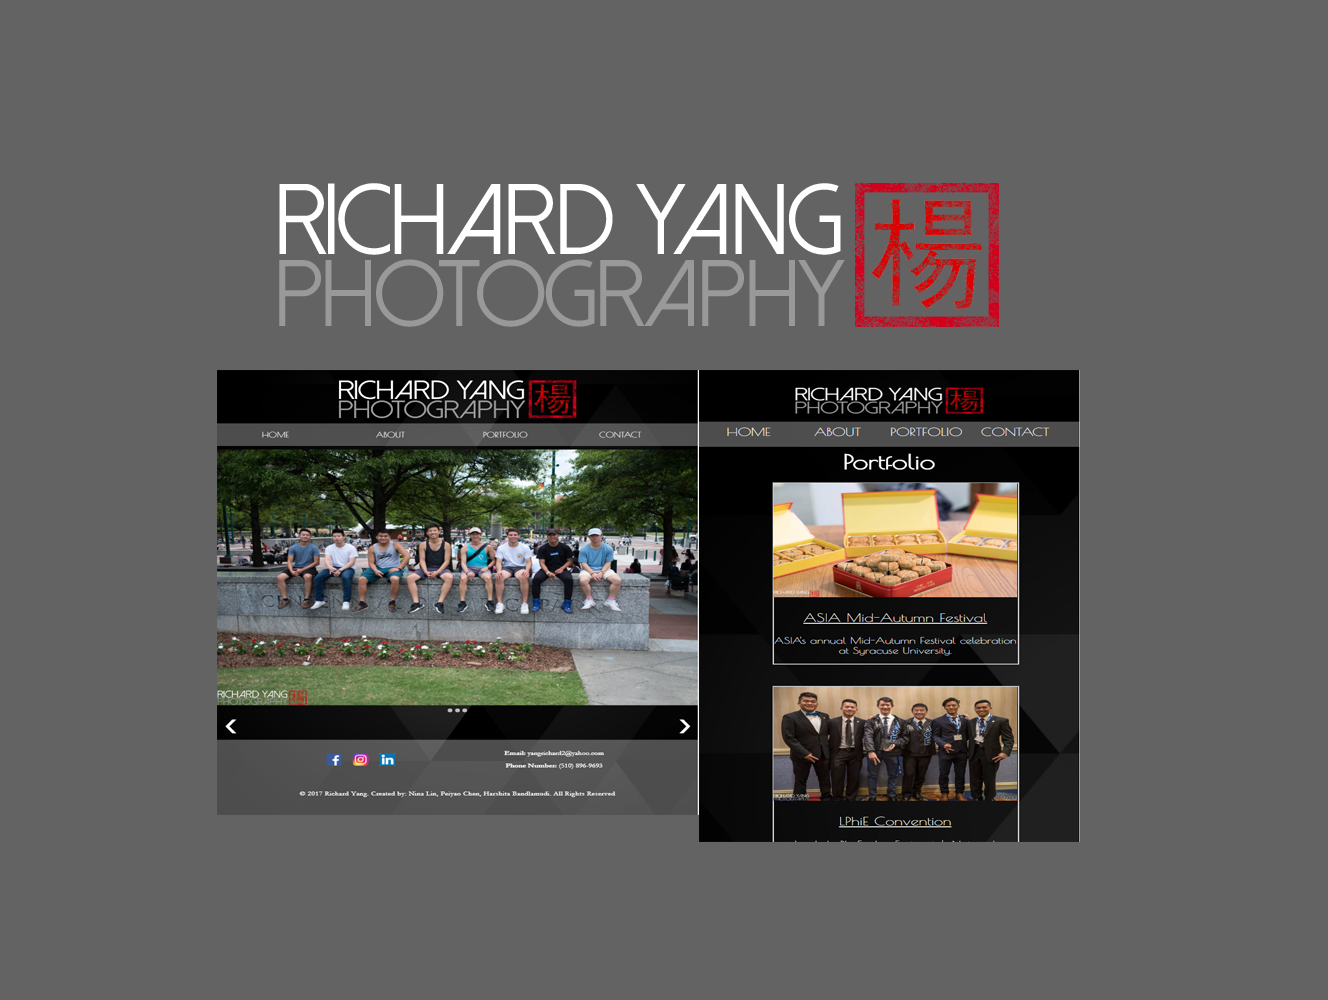 RICHARD YANG
PHOTOGRAPHY
楊
RICHARD YANG
PHOTOGRAPHY
楊
HOME ABOUT PORTFOLIO CONTACT
RICHARD YANG
PHOTOGRAPHY
Email: yangrichard2@yahoo.com
Phone Number: (510) 896-9693
© 2017 Richard Yang. Created by: Nina Lin, Peiyao Chen, Harshita Bandlamudi. All Rights Reserved
RICHARD YANG
PHOTOGRAPHY
楊
HOME ABOUT PORTFOLIO CONTACT
Portfolio
ASIA Mid-Autumn Festival
ASIA's annual Mid-Autumn Festival celebration
at Syracuse University.
LPhiE Convention